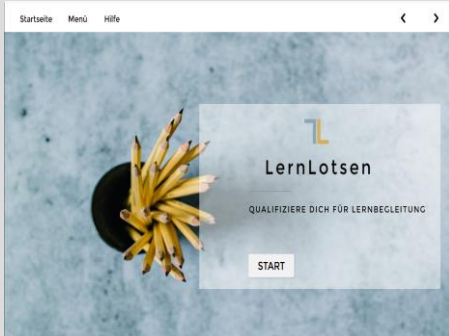 Startseite Menü Hilfe
LernLotsen
QUALIFIZIERE DICH FÜR LERNBEGLEITUNG
START